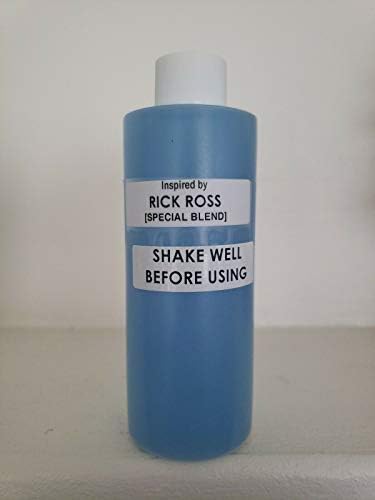 Inspired by
RICK ROSS
[SPECIAL BLEND]
SHAKE WELL
BEFORE USING